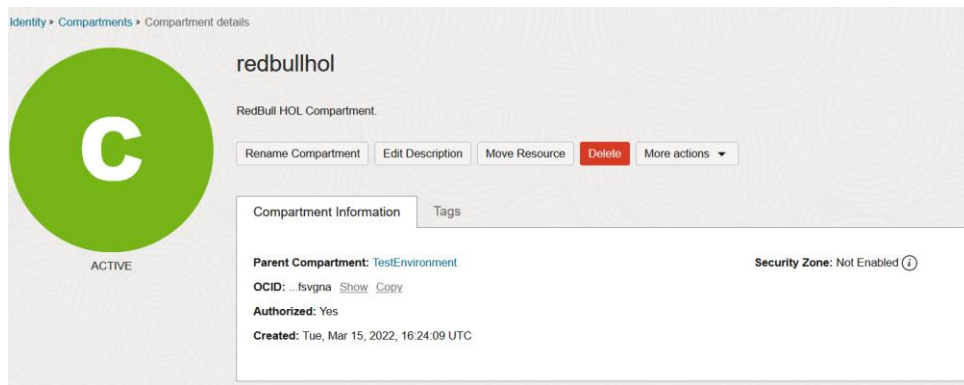 Identity » Compartments » Compartment details
redbullhol
RedBull HOL Compartment.
C
Rename Compartment Edit Description Move Resource Delete More actions
Compartment Information Tags
ACTIVE
Parent Compartment: TestEnvironment Security Zone: Not Enabled i
OCID: ...fsvgna Show Copy
Authorized: Yes
Created: Tue, Mar 15, 2022, 16:24:09 UTC